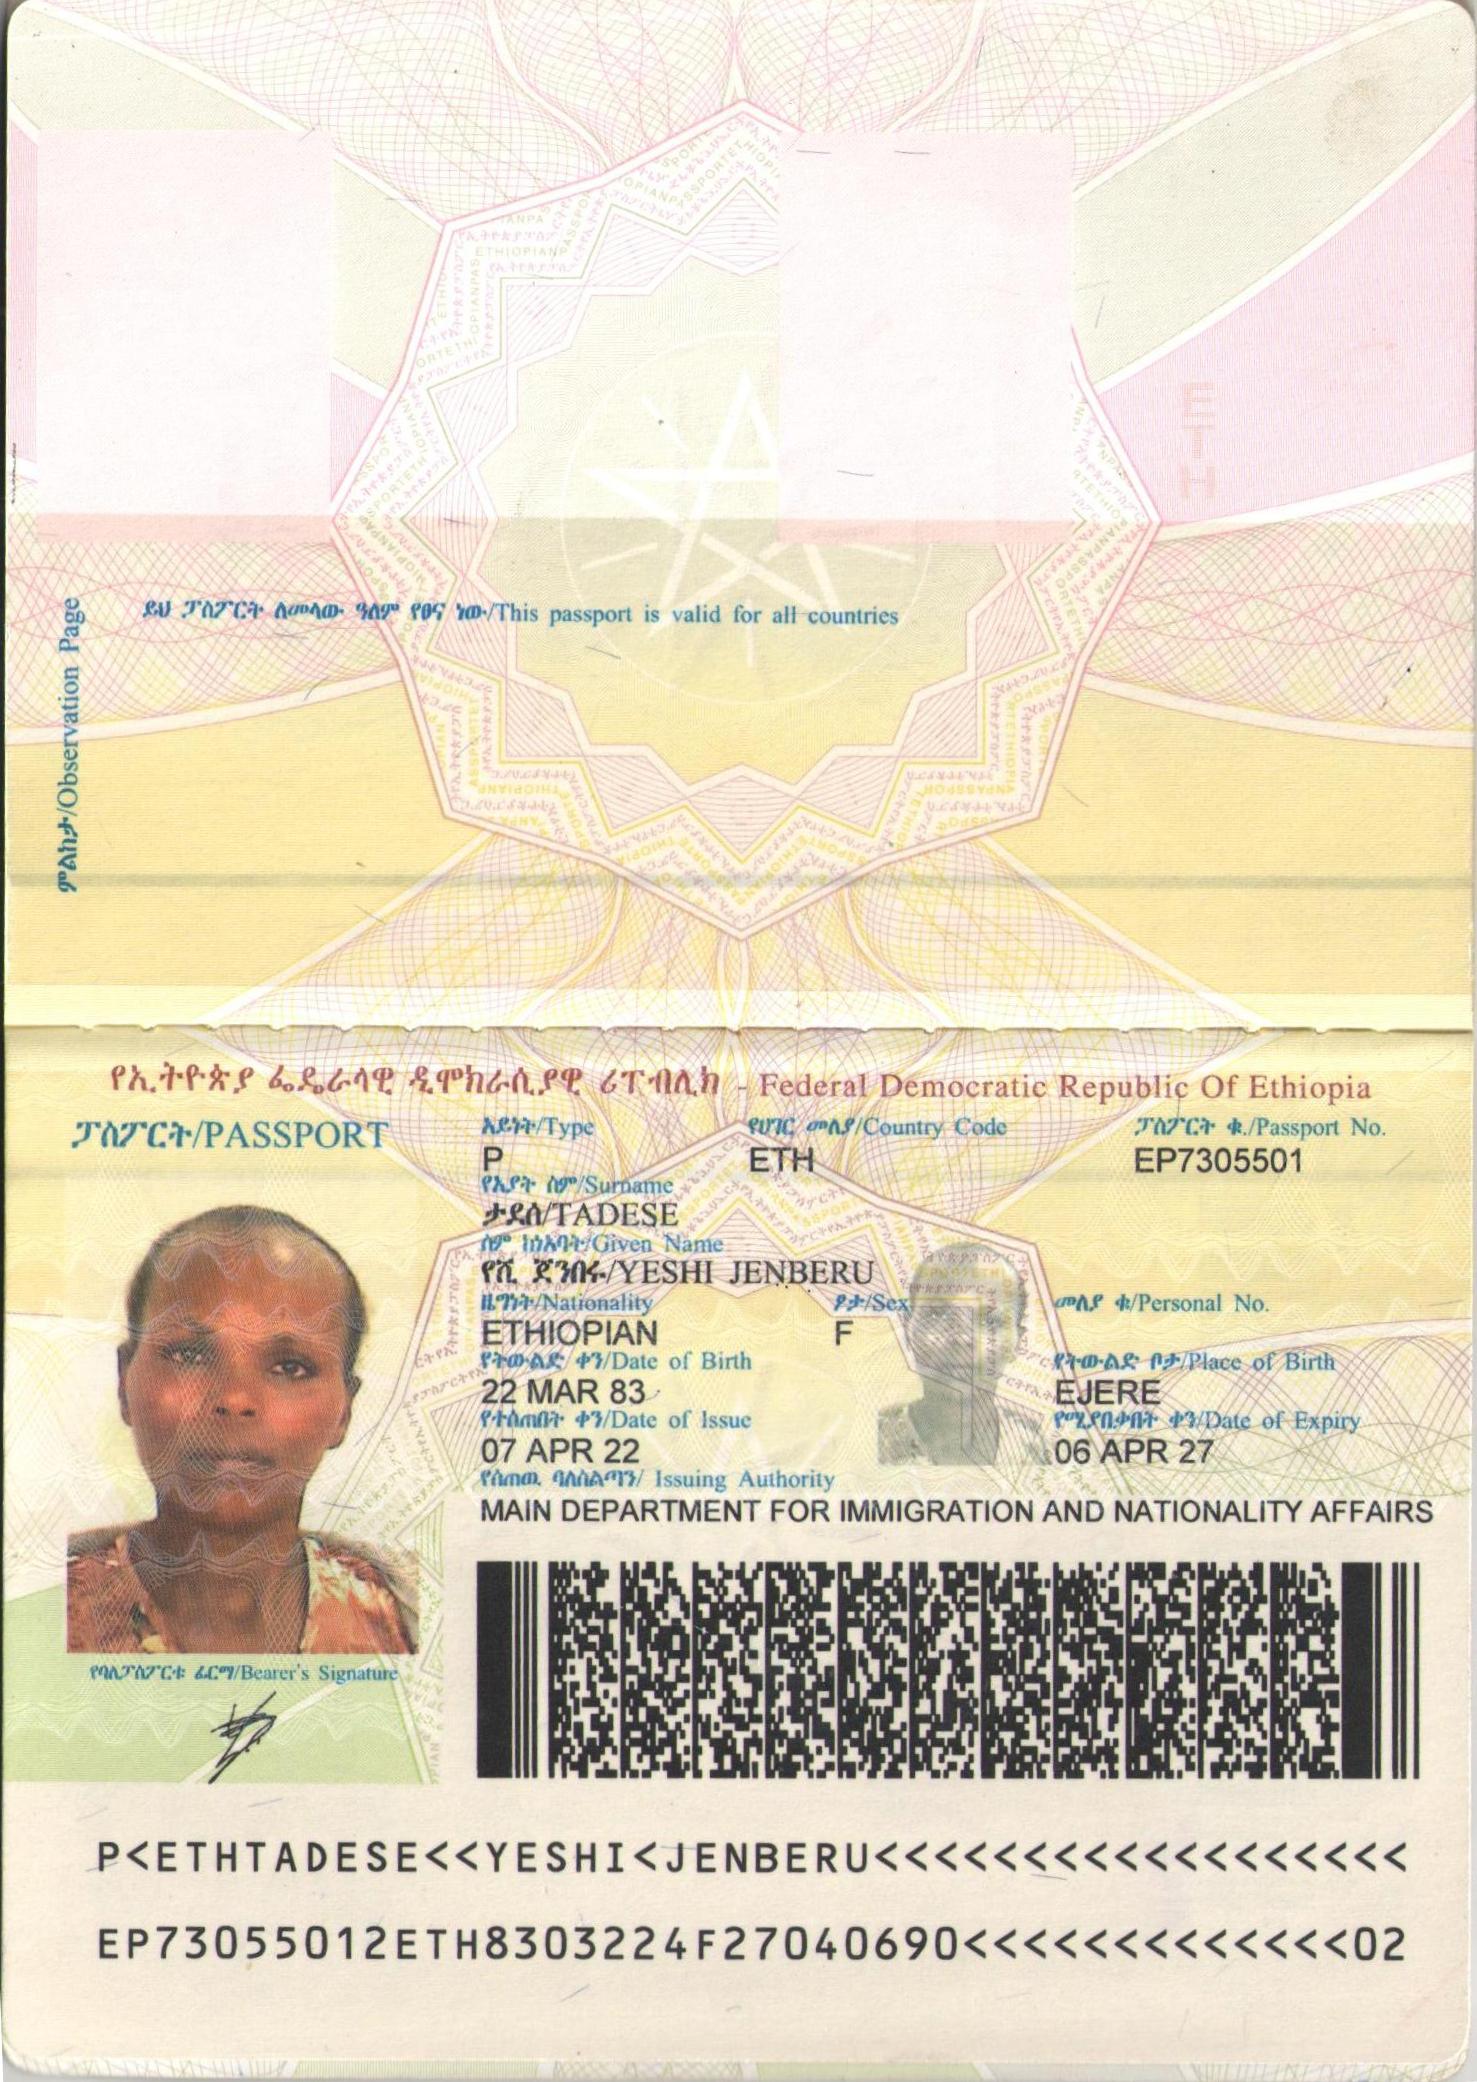 ይህ ፓስፖርት ለመላው ዓለም የፀና ነው/This passport is valid for all countries
ምልከታ/Observation Page
የኢትዮጵያ ፌዴራላዊ ዲሞክራሲያዊ ሪፐብሊክ - Federal Democratic Republic Of Ethiopia
ፓስፖርት/PASSPORT
አይነት/Type
የሀገር መለያ/Country Code
ፓስፖርት ቁ./Passport No.
P
ETH
EP7305501
የአያት ስም/Surname
ታደሰ/TADESE
ስም ከነአባት/Given Name
የሺ ጀንበሩ/YESHI JENBERU
ዜግነት/Nationality
ፆታ/Sex
መለያ ቁ/Personal No.
ETHIOPIAN
F
የትውልድ ቀን/Date of Birth
የትውልድ ቦታ/Place of Birth
22 MAR 83
EJERE
የተሰጠበት ቀን/Date of Issue
የሚያበቃበት ቀን/Date of Expiry
07 APR 22
06 APR 27
የሰጠዉ ባለስልጣን/ Issuing Authority
MAIN DEPARTMENT FOR IMMIGRATION AND NATIONALITY AFFAIRS
የባለፓስፖርቱ ፊርማ/Bearer's Signature
P<ETHTADESE<<YESHI<JENBERU<<<<<<<<<<<<<<<<<<
EP73055012ETH8303224F27040690<<<<<<<<<<<<<02